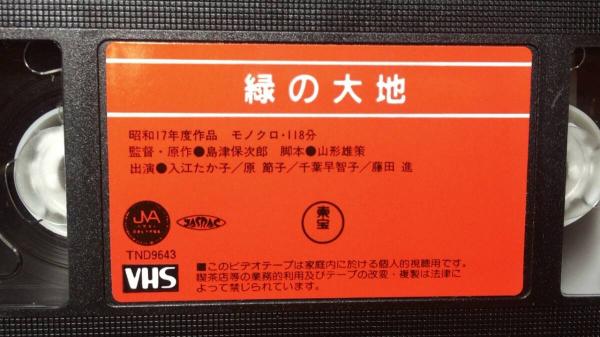 緑の大地
昭和17年度作品 モノクロ・118分
監督・原作●島津保次郎 脚本●山形雄策
出演●入江たか子／原 節子／千葉早智子／藤田 進
JVA
東宝
TND9643
VHS
■このビデオテープは家庭内に於ける個人的視聴用です。
喫茶店等の業務的利用及びテープの改変・複製は法律に
よって禁じられています。